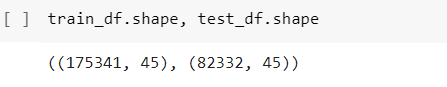 [ ] train_df.shape, test_df.shape
((175341, 45), (82332, 45))